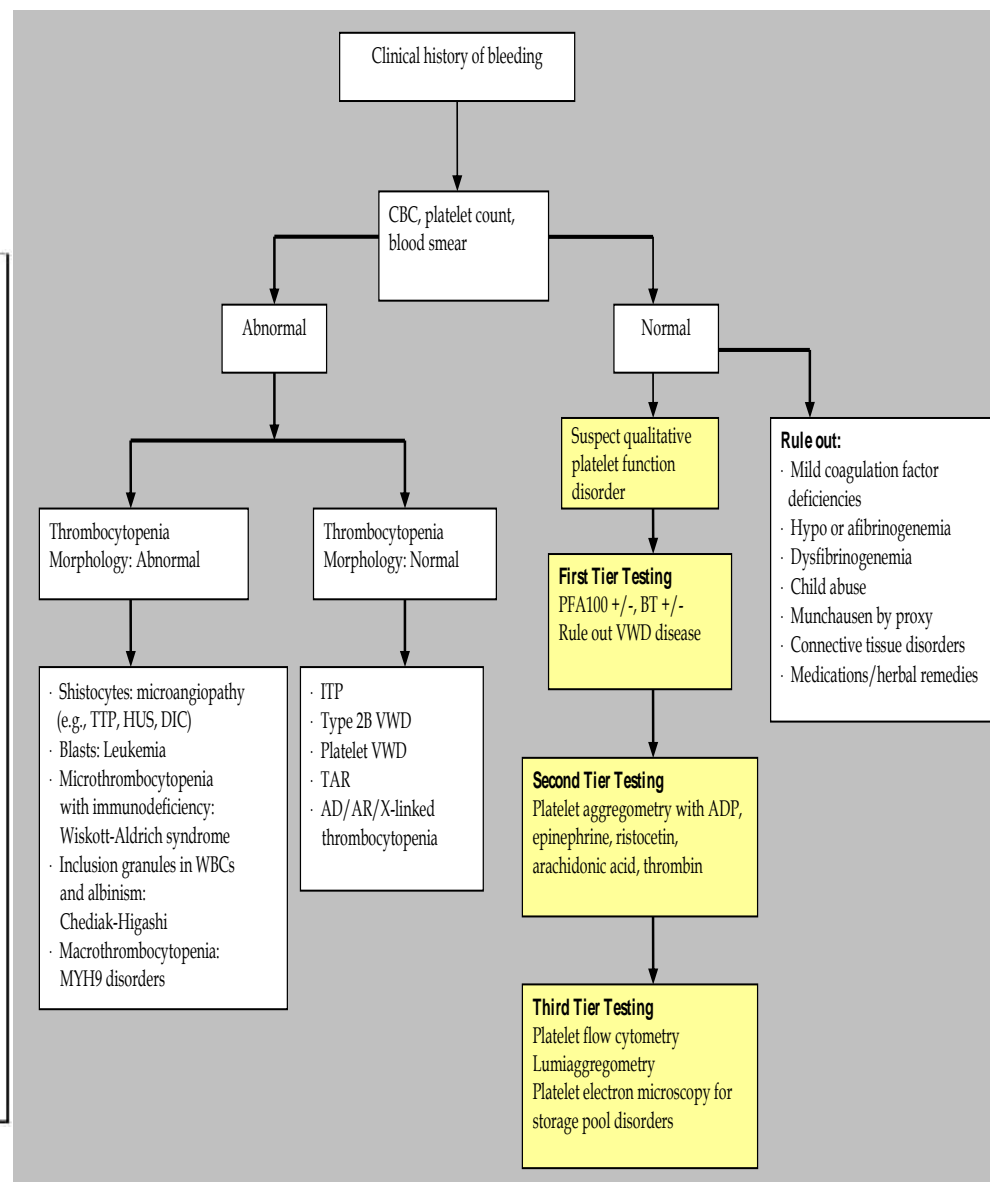 Clinical history of bleeding
CBC, platelet count,
blood smear
Abnormal
Normal
Thrombocytopenia
Morphology: Abnormal
Thrombocytopenia
Morphology: Normal
Suspect qualitative
platelet function
disorder
Rule out:
· Mild coagulation factor
deficiencies
· Hypo or afibrinogenemia
· Dysfibrinogenemia
· Child abuse
· Munchausen by proxy
· Connective tissue disorders
· Medications/herbal remedies
First Tier Testing
PFA100 +/-, BT +/-
Rule out VWD disease
· Shistocytes: microangiopathy
(e.g., TTP, HUS, DIC)
· Blasts: Leukemia
· Microthrombocytopenia
with immunodeficiency:
Wiskott-Aldrich syndrome
· Inclusion granules in WBCs
and albinism:
Chediak-Higashi
· Macrothrombocytopenia:
MYH9 disorders
· ITP
· Type 2B VWD
· Platelet VWD
· TAR
· AD/AR/X-linked
thrombocytopenia
Second Tier Testing
Platelet aggregometry with ADP,
epinephrine, ristocetin,
arachidonic acid, thrombin
Third Tier Testing
Platelet flow cytometry
Lumiaggregometry
Platelet electron microscopy for
storage pool disorders